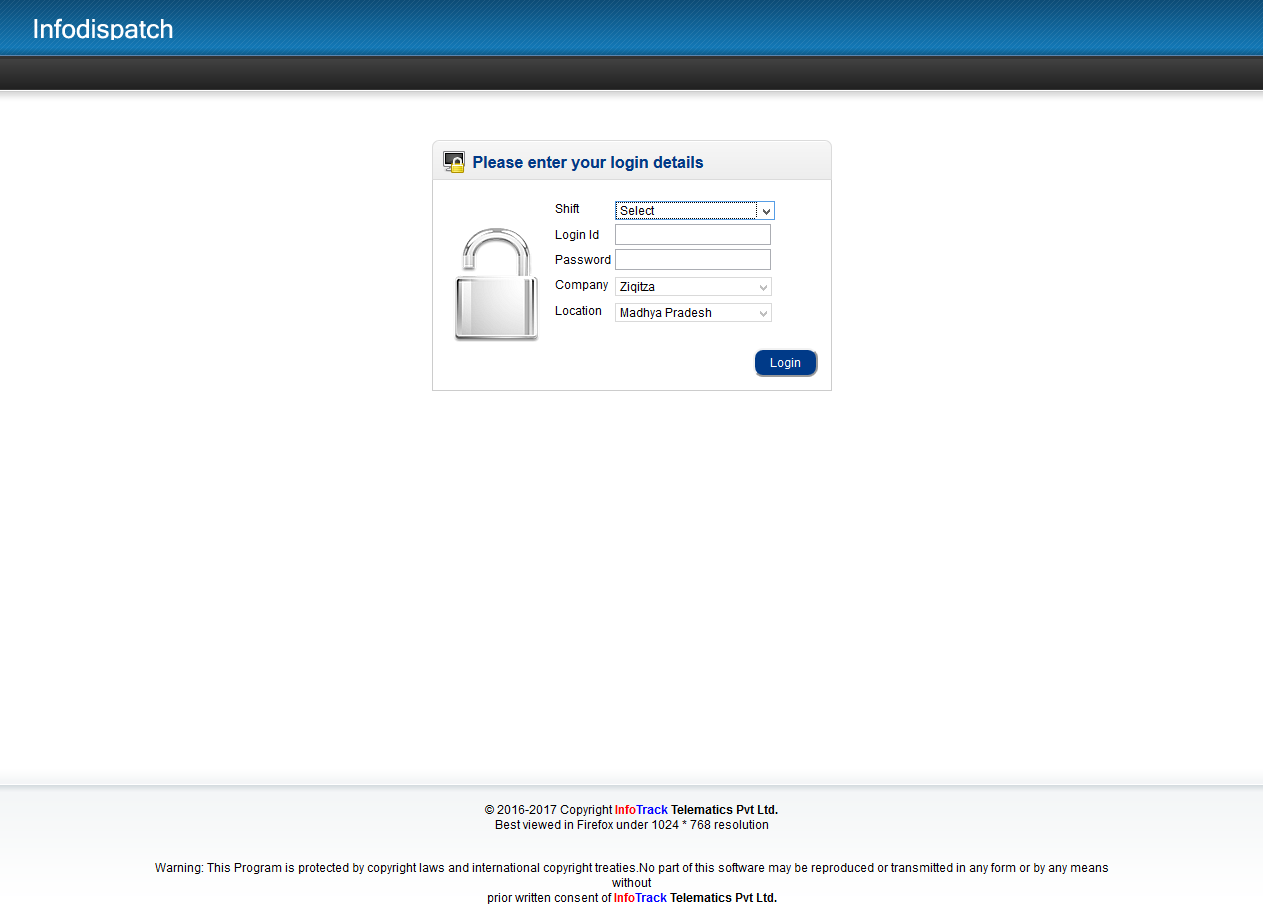 Infodispatch
Please enter your login details
Shift Select
Login Id
Password
Company Ziqitza
Location Madhya Pradesh
Login
© 2016-2017 Copyright InfoTrack Telematics Pvt Ltd.
Best viewed in Firefox under 1024 * 768 resolution
Warning: This Program is protected by copyright laws and international copyright treaties.No part of this software may be reproduced or transmitted in any form or by any means
without
prior written consent of InfoTrack Telematics Pvt Ltd.